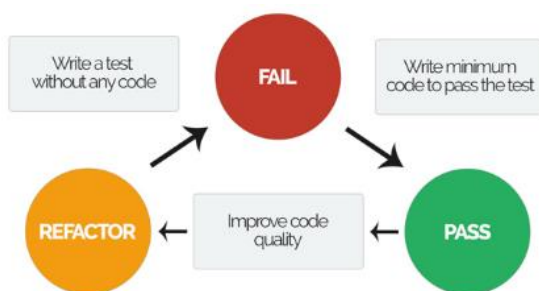 Write a test
without any code
FAIL
Write minimum
code to pass the test
REFACTOR
Improve code
quality
PASS